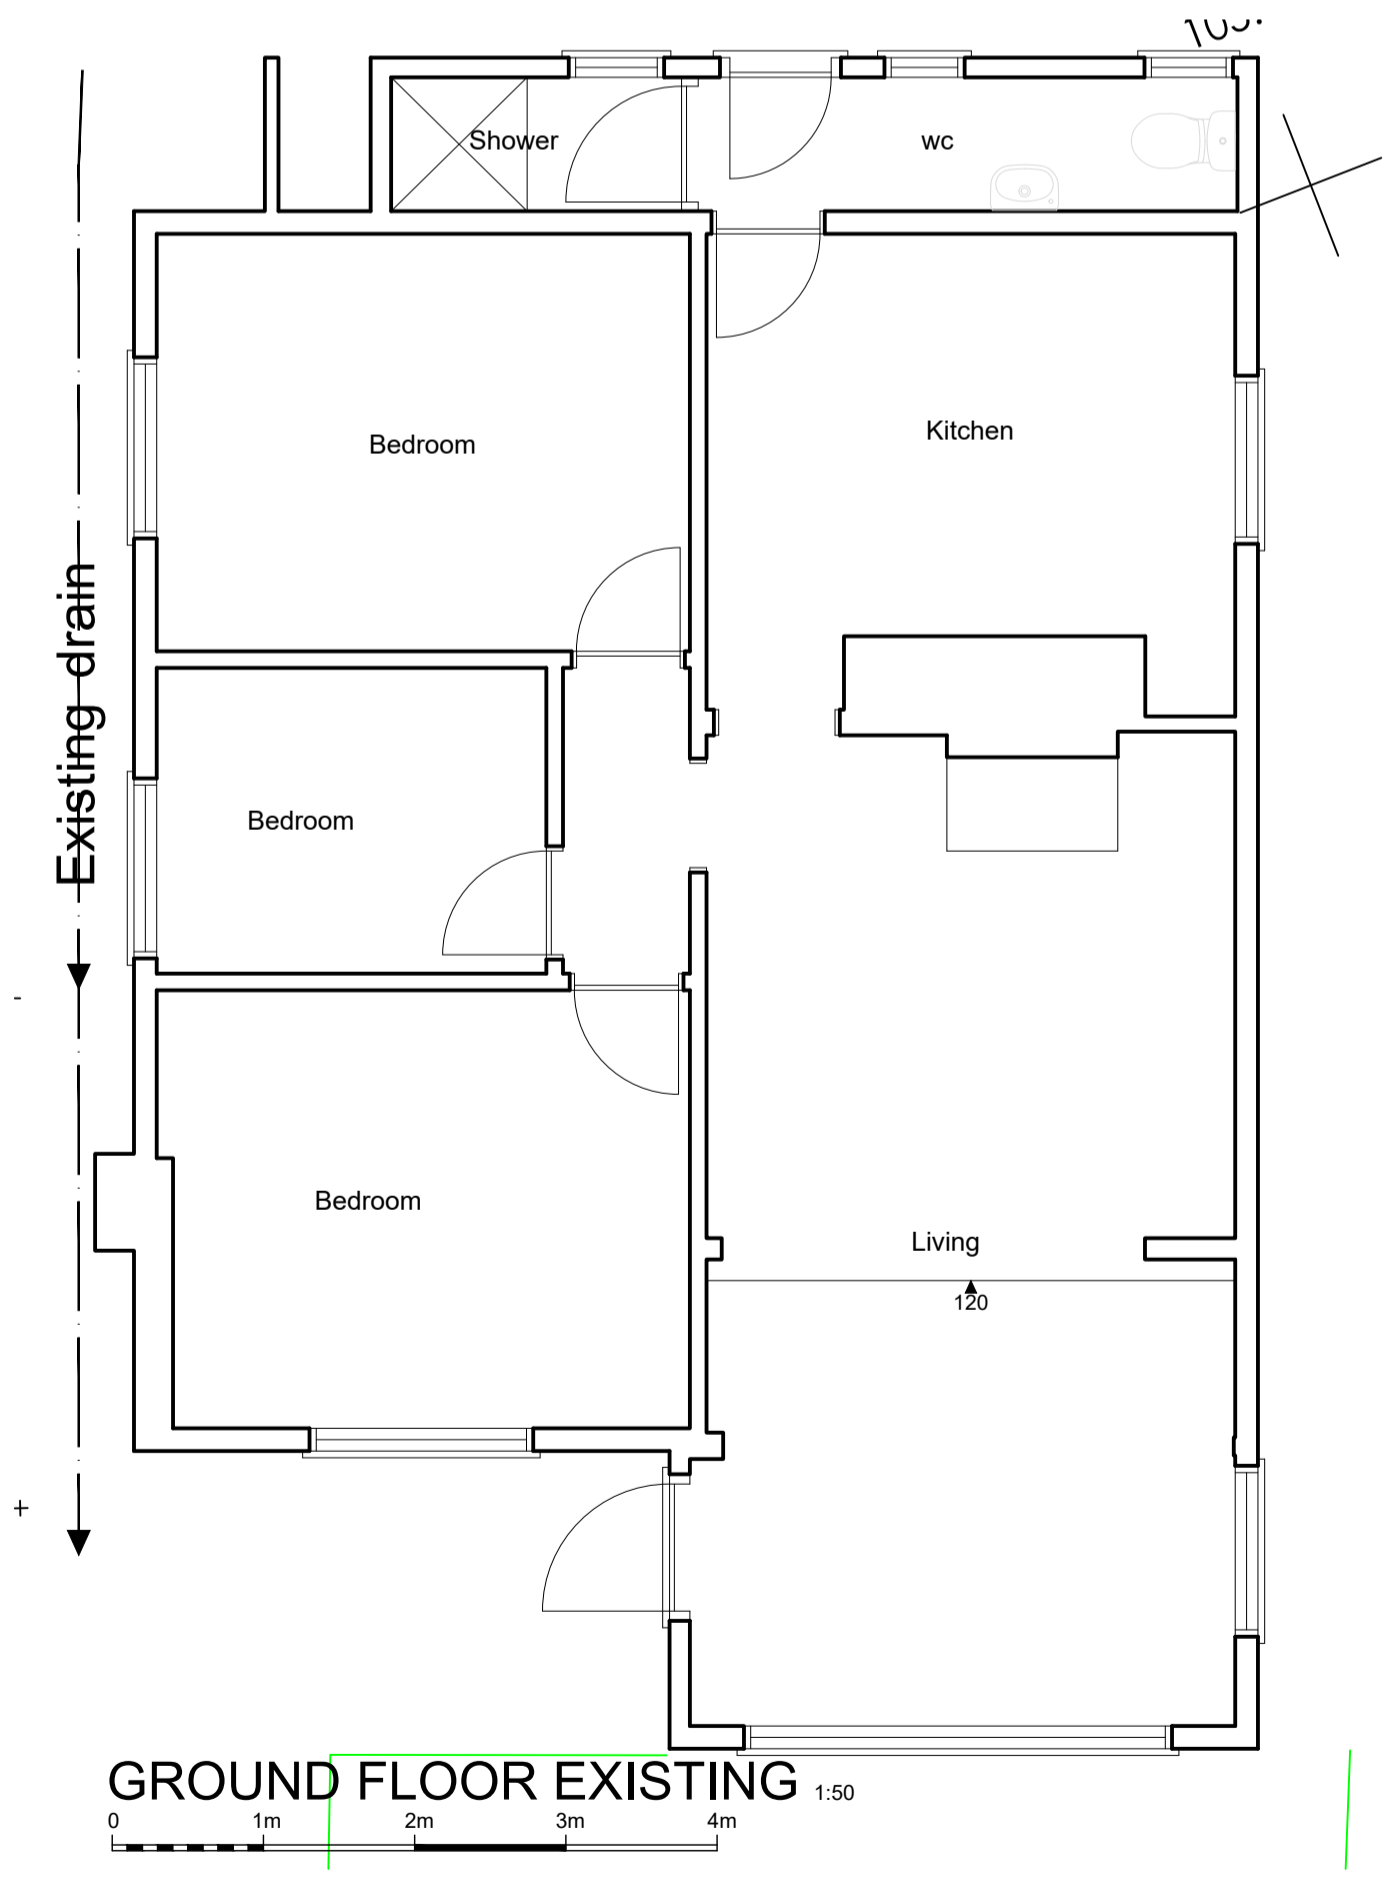 Shower
wc
Bedroom
Kitchen
Existing drain
Bedroom
-
Bedroom
Living
120
+
GROUND FLOOR EXISTING 1:50
0 1m 2m 3m 4m